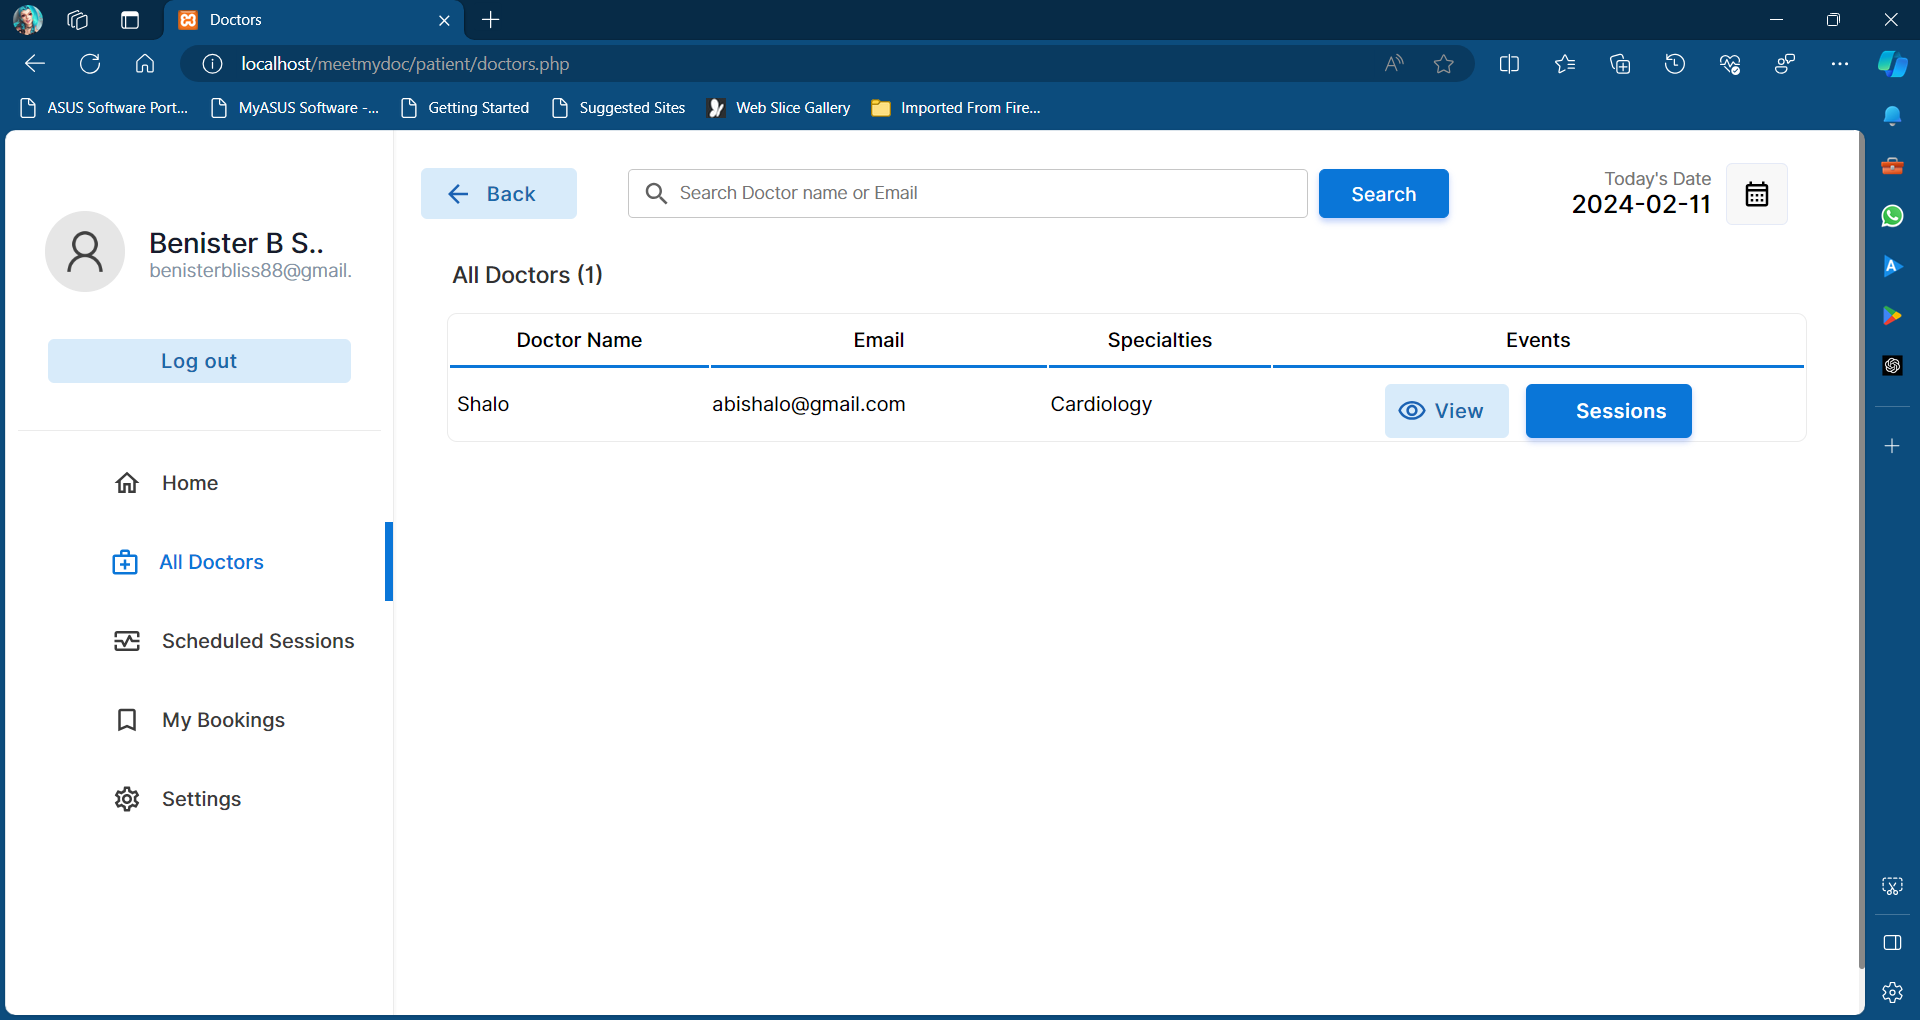 Doctors
localhost/meetmydoc/patient/doctors.php
ASUS Software Port... MyASUS Software -... Getting Started Suggested Sites Web Slice Gallery Imported From Fire...
Benister B S..
benisterbliss88@gmail.
Log out
Home
All Doctors
Scheduled Sessions
My Bookings
Settings
Back Search Doctor name or Email Search
Today's Date
2024-02-11
All Doctors (1)
Doctor Name Email Specialties Events
Shalo abishalo@gmail.com Cardiology View Sessions